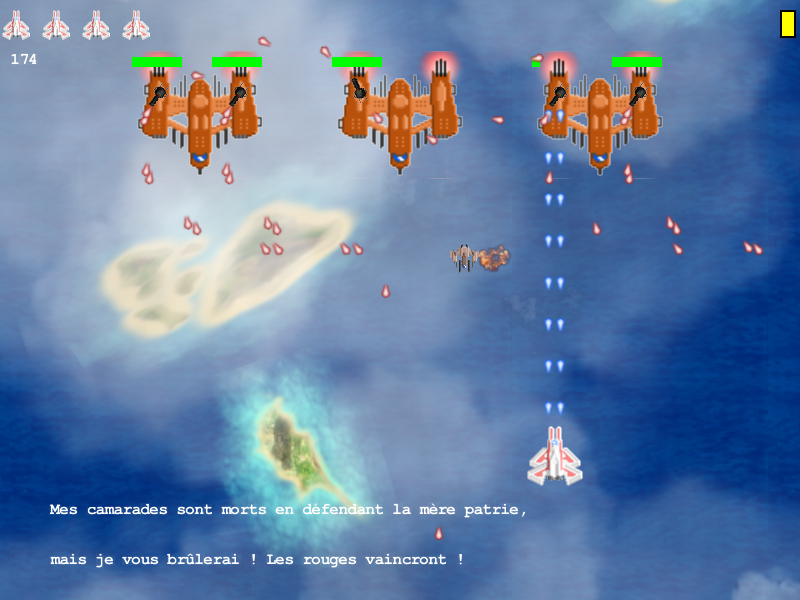 174
Mes camarades sont morts en défendant la mère patrie,
mais je vous brûlerai ! Les rouges vaincront !